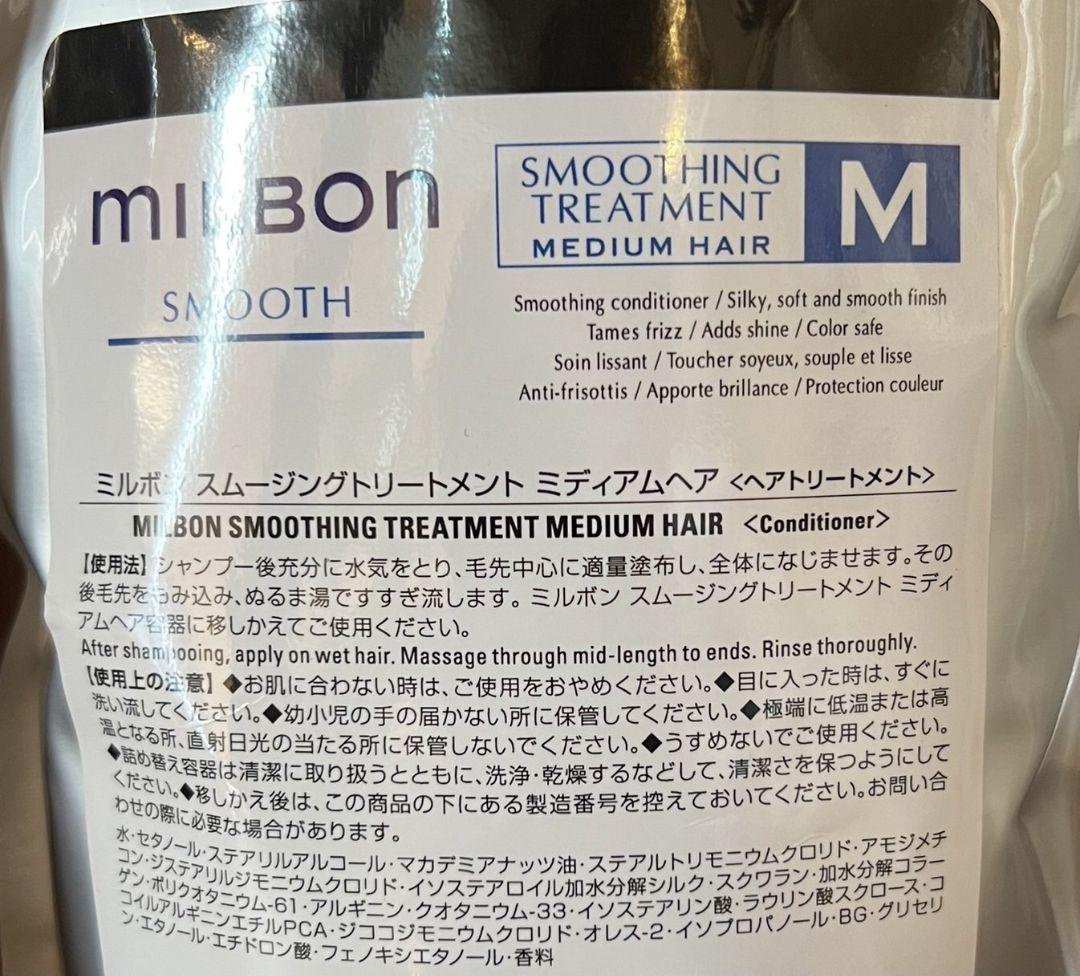 MILBON
SMOOTH
SMOOTHING
TREATMENT
MEDIUM HAIR
M
Smoothing conditioner / Silky, soft and smooth finish
Tames frizz / Adds shine / Color safe
Soin lissant / Toucher soyeux, souple et lisse
Anti-frisottis / Apporte brillance / Protection couleur
ミルボン スムージングトリートメント ミディアムヘア <ヘアトリートメント>
MILBON SMOOTHING TREATMENT MEDIUM HAIR <Conditioner>
【使用法】シャンプー後充分に水気をとり、毛先中心に適量塗布し、全体になじませます。その
後毛先をもみ込み、ぬるま湯ですすぎ流します。ミルボン スムージングトリートメント ミディ
アムヘア容器に移しかえてご使用ください。
After shampooing, apply on wet hair. Massage through mid-length to ends. Rinse thoroughly.
【使用上の注意】◆お肌に合わない時は、ご使用をおやめください。◆目に入った時は、すぐに
洗い流してください。◆幼小児の手の届かない所に保管してください。◆極端に低温または高
温となる所、直射日光の当たる所に保管しないでください。◆うすめないでご使用ください。
◆詰め替え容器は清潔に取り扱うとともに、洗浄・乾燥するなどして、清潔さを保つようにして
ください。◆移しかえ後は、この商品の下にある製造番号を控えておいてください。お問い合
わせの際に必要な場合があります。
水・セタノール・ステアリルアルコール・マカデミアナッツ油・ステアルトリモニウムクロリド・アモジメチ
コン・ジステアリルジモニウムクロリド・イソステアロイル加水分解シルク・スクワラン・加水分解コラー
ゲン・ポリクオタニウム-61・アルギニン・クオタニウム-33・イソステアリン酸・ラウリン酸スクロース・コ
コイルアルギニンエチルPCA・ジココジモニウムクロリド・オレス-2・イソプロパノール・BG・グリセリ
ン・エタノール・エチドロン酸・フェノキシエタノール・香料